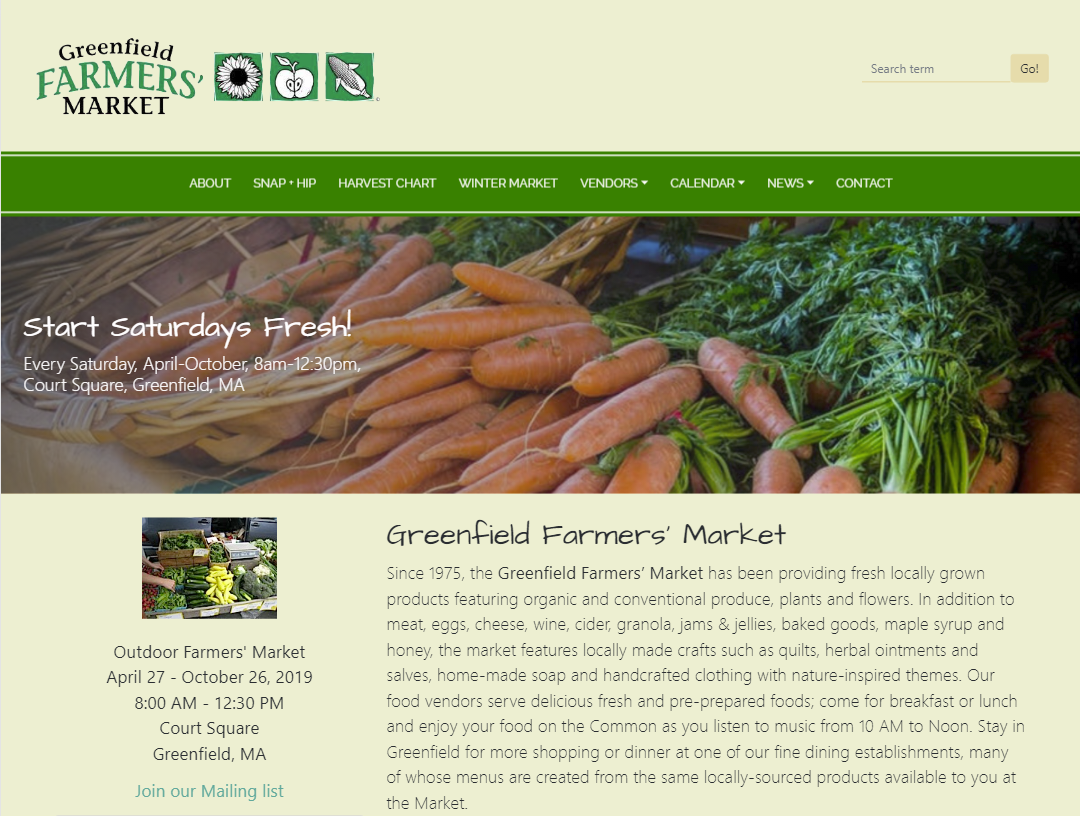 Greenfield
FARMERS'
MARKET
Search term
Go!
ABOUT SNAP + HIP HARVEST CHART WINTER MARKET VENDORS CALENDAR NEWS CONTACT
Start Saturdays Fresh!
Every Saturday, April-October, 8am-12:30pm,
Court Square, Greenfield, MA
Outdoor Farmers' Market
April 27 - October 26, 2019
8:00 AM - 12:30 PM
Court Square
Greenfield, MA
Join our Mailing list
Greenfield Farmers’ Market
Since 1975, the Greenfield Farmers’ Market has been providing fresh locally grown
products featuring organic and conventional produce, plants and flowers. In addition to
meat, eggs, cheese, wine, cider, granola, jams & jellies, baked goods, maple syrup and
honey, the market features locally made crafts such as quilts, herbal ointments and
salves, home-made soap and handcrafted clothing with nature-inspired themes. Our
food vendors serve delicious fresh and pre-prepared foods; come for breakfast or lunch
and enjoy your food on the Common as you listen to music from 10 AM to Noon. Stay in
Greenfield for more shopping or dinner at one of our fine dining establishments, many
of whose menus are created from the same locally-sourced products available to you at
the Market.